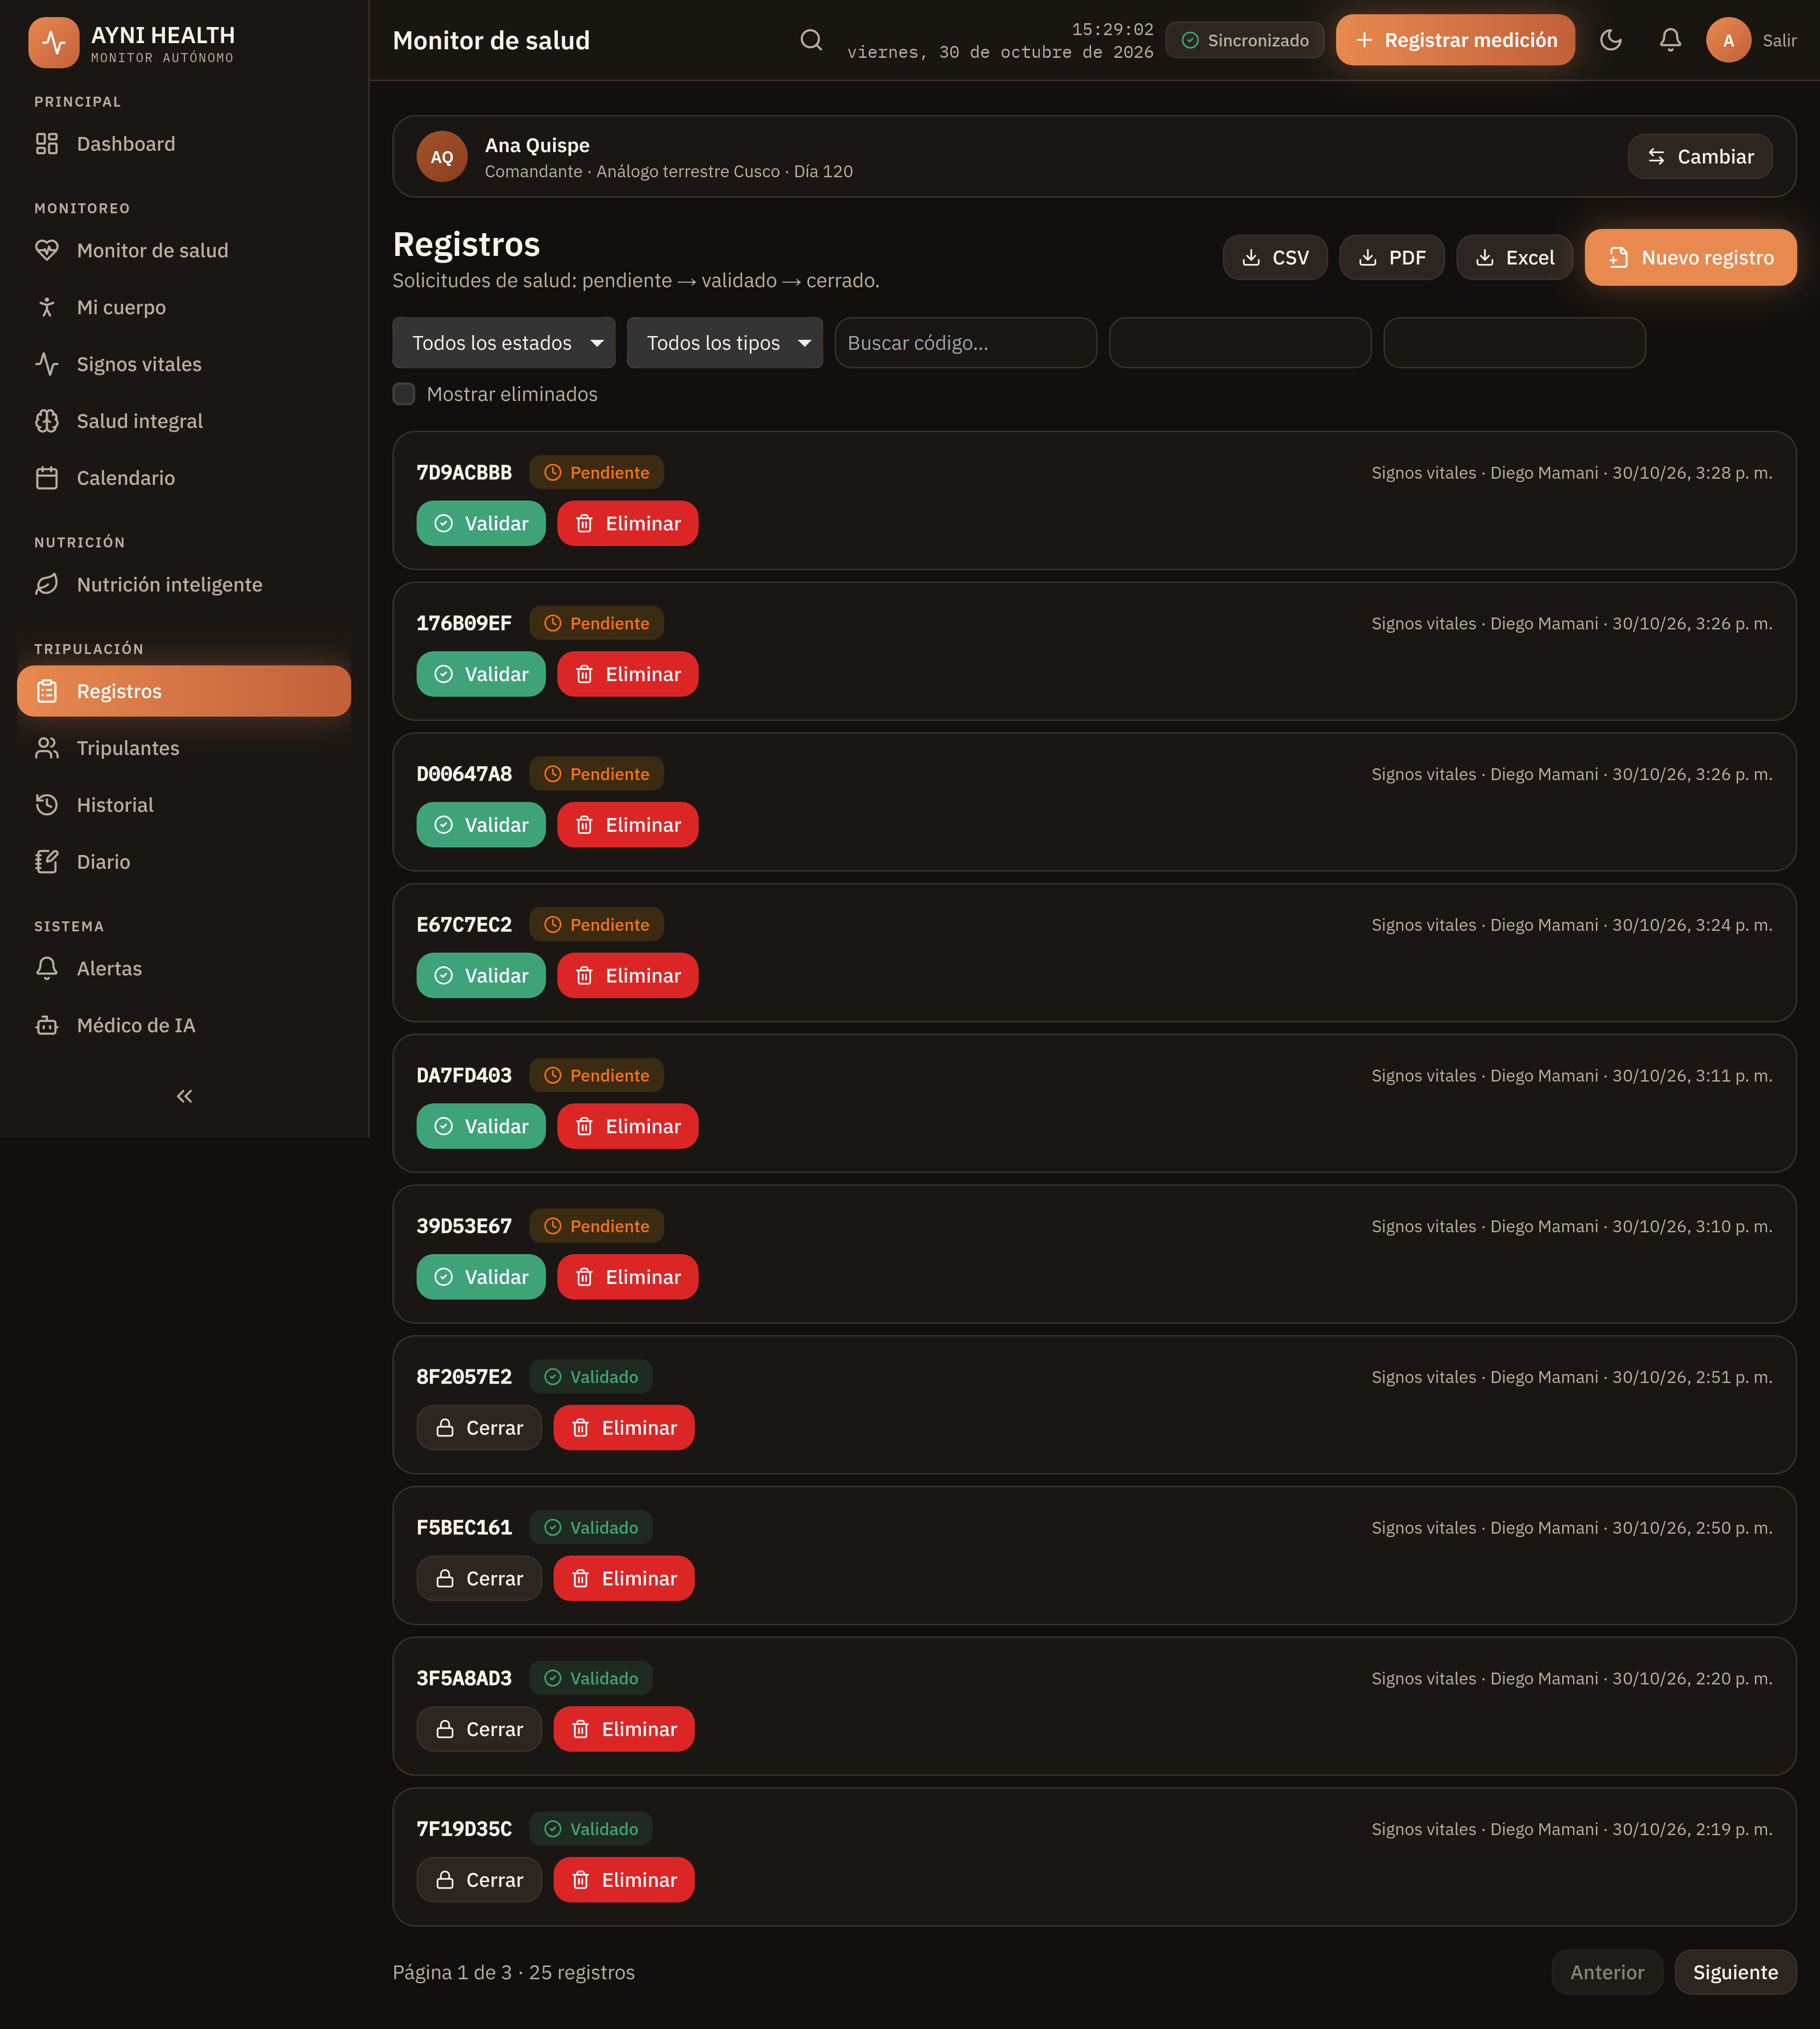 AYNI HEALTH
MONITOR AUTÓNOMO
PRINCIPAL
Dashboard
MONITOREO
Monitor de salud
Mi cuerpo
Signos vitales
Salud integral
Calendario
NUTRICIÓN
Nutrición inteligente
TRIPULACIÓN
Registros
Tripulantes
Historial
Diario
SISTEMA
Alertas
Médico de IA
Monitor de salud
15:29:02
viernes, 30 de octubre de 2026
Sincronizado
Registrar medición
A
Salir
AQ
Ana Quispe
Comandante · Análogo terrestre Cusco · Día 120
Cambiar
Registros
Solicitudes de salud: pendiente → validado → cerrado.
CSV
PDF
Excel
Nuevo registro
Todos los estados
Todos los tipos
Buscar código...
Mostrar eliminados
7D9ACBBB Pendiente Signos vitales · Diego Mamani · 30/10/26, 3:28 p. m.
Validar Eliminar
176B09EF Pendiente Signos vitales · Diego Mamani · 30/10/26, 3:26 p. m.
Validar Eliminar
D00647A8 Pendiente Signos vitales · Diego Mamani · 30/10/26, 3:26 p. m.
Validar Eliminar
E67C7EC2 Pendiente Signos vitales · Diego Mamani · 30/10/26, 3:24 p. m.
Validar Eliminar
DA7FD403 Pendiente Signos vitales · Diego Mamani · 30/10/26, 3:11 p. m.
Validar Eliminar
39D53E67 Pendiente Signos vitales · Diego Mamani · 30/10/26, 3:10 p. m.
Validar Eliminar
8F2057E2 Validado Signos vitales · Diego Mamani · 30/10/26, 2:51 p. m.
Cerrar Eliminar
F5BEC161 Validado Signos vitales · Diego Mamani · 30/10/26, 2:50 p. m.
Cerrar Eliminar
3F5A8AD3 Validado Signos vitales · Diego Mamani · 30/10/26, 2:20 p. m.
Cerrar Eliminar
7F19D35C Validado Signos vitales · Diego Mamani · 30/10/26, 2:19 p. m.
Cerrar Eliminar
Página 1 de 3 · 25 registros
Anterior
Siguiente